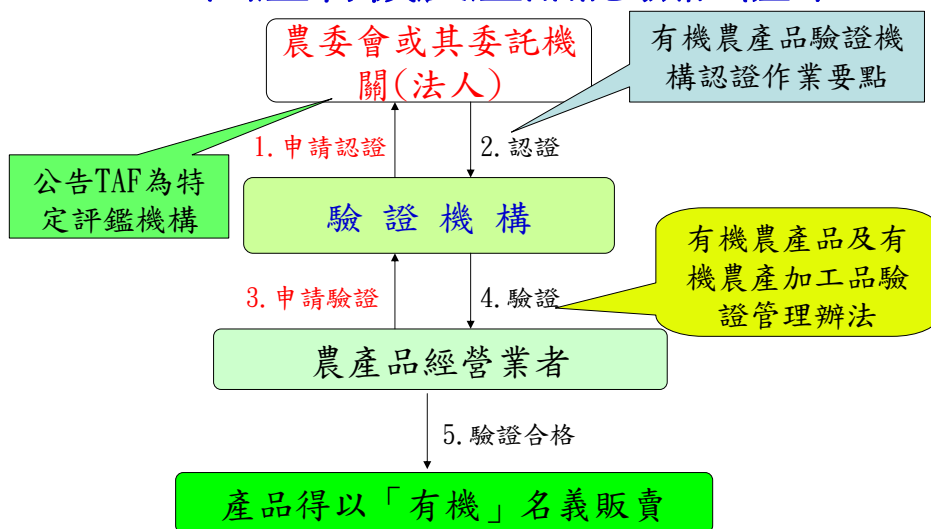 農委會或其委託機
關(法人)
有機農產品驗證機
構認證作業要點
1.申請認證
2.認證
公告TAF為特
定評鑑機構
驗證機構
有機農產品及有
機農產加工品驗
證管理辦法
3.申請驗證
4.驗證
農產品經營業者
5.驗證合格
產品得以「有機」名義販賣